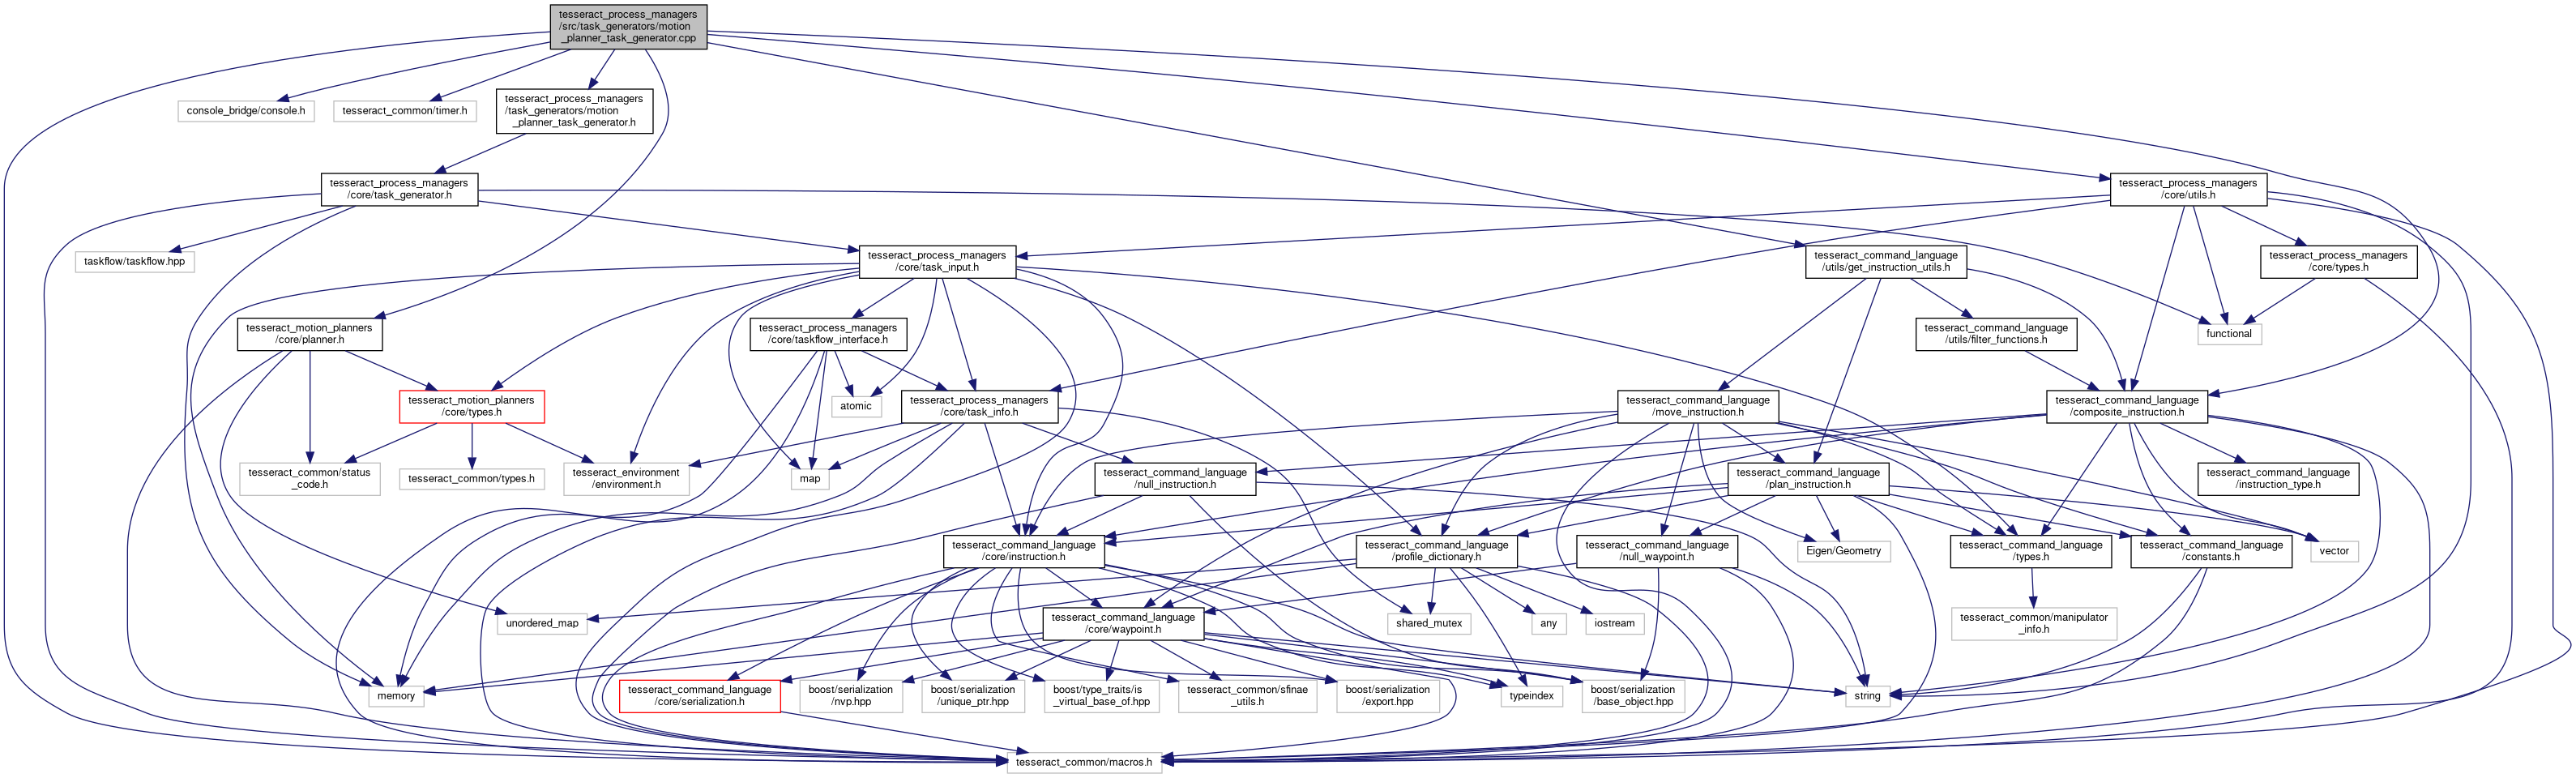 tesseract_process_managers
/src/task_generators/motion
_planner_task_generator.cpp
console_bridge/console.h
tesseract_common/timer.h
tesseract_process_managers
/task_generators/motion
_planner_task_generator.h
tesseract_process_managers
/core/task_generator.h
tesseract_process_managers
/core/utils.h
taskflow/taskflow.hpp
tesseract_process_managers
/core/task_input.h
tesseract_command_language
/utils/get_instruction_utils.h
tesseract_process_managers
/core/types.h
tesseract_motion_planners
/core/planner.h
tesseract_process_managers
/core/taskflow_interface.h
tesseract_command_language
/utils/filter_functions.h
functional
tesseract_motion_planners
/core/types.h
atomic
tesseract_process_managers
/core/task_info.h
tesseract_command_language
/move_instruction.h
tesseract_command_language
/composite_instruction.h
tesseract_common/status
_code.h
tesseract_common/types.h
tesseract_environment
/environment.h
map
tesseract_command_language
/null_instruction.h
tesseract_command_language
/plan_instruction.h
tesseract_command_language
/instruction_type.h
tesseract_command_language
/core/instruction.h
tesseract_command_language
/profile_dictionary.h
tesseract_command_language
/null_waypoint.h
Eigen/Geometry
tesseract_command_language
/types.h
tesseract_command_language
/constants.h
vector
unordered_map
tesseract_command_language
/core/waypoint.h
shared_mutex
any
iostream
tesseract_common/manipulator
_info.h
memory
tesseract_command_language
/core/serialization.h
boost/serialization
/nvp.hpp
boost/serialization
/unique_ptr.hpp
boost/type_traits/is
_virtual_base_of.hpp
tesseract_common/sfinae
_utils.h
boost/serialization
/export.hpp
typeindex
boost/serialization
/base_object.hpp
string
tesseract_common/macros.h